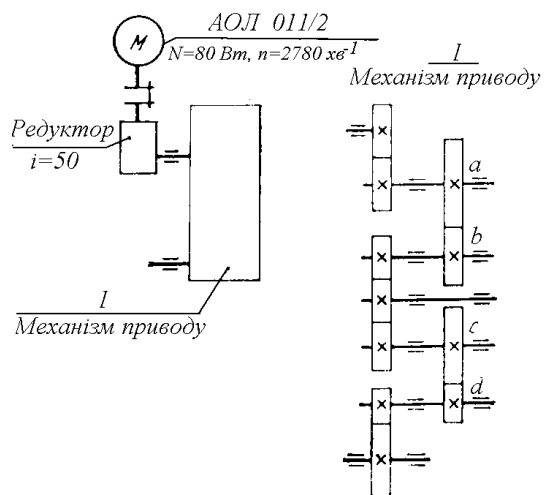 АОЛ 011/2
М
N=80 Вт, n=2780 хв⁻¹
I
Механізм приводу
Редуктор
i=50
a
b
I
Механізм приводу
c
d